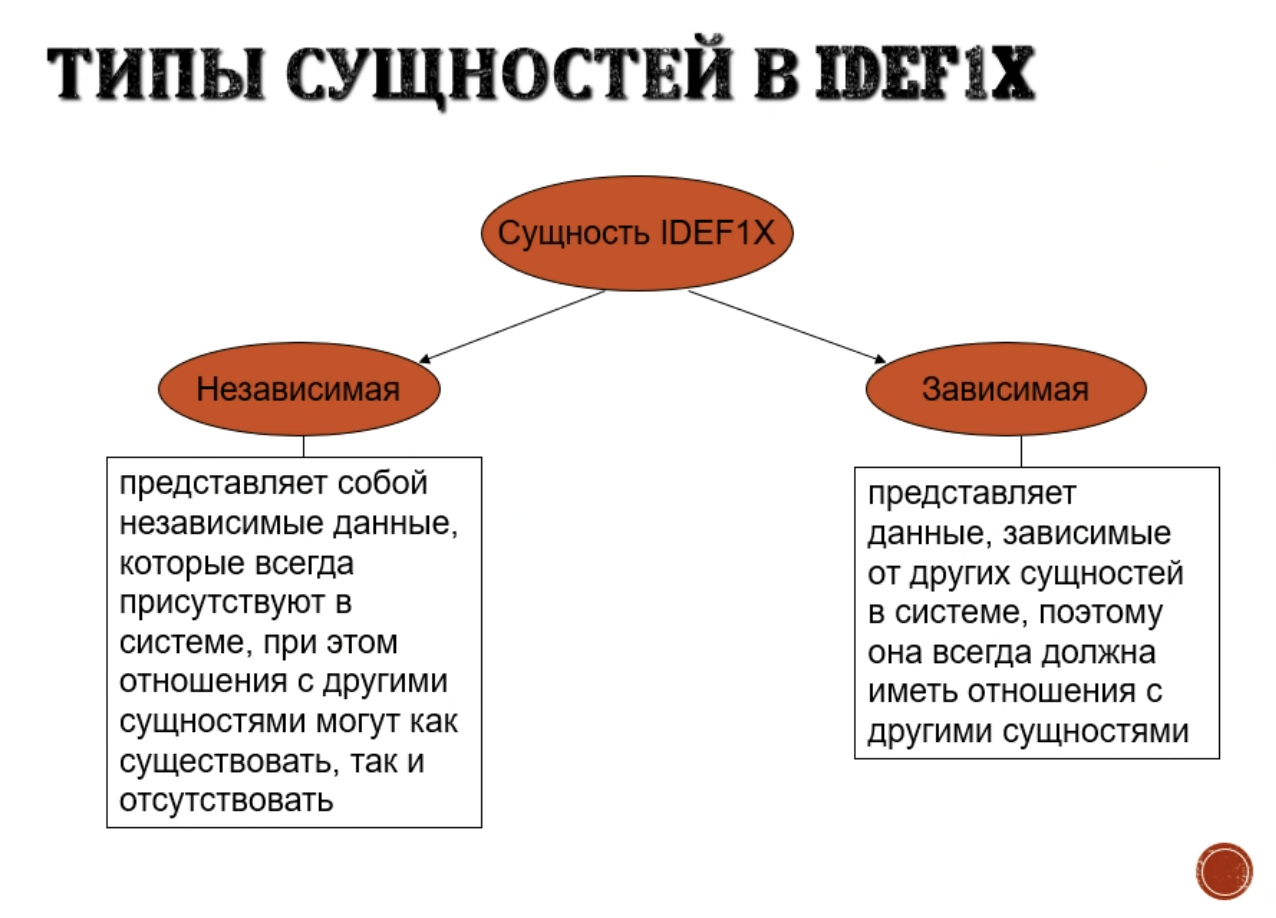 ТИПЫ СУЩНОСТЕЙ В IDEF1X
Сущность IDEF1X
Независимая
Зависимая
представляет собой
независимые данные,
которые всегда
присутствуют в
системе, при этом
отношения с другими
сущностями могут как
существовать, так и
отсутствовать
представляет
данные, зависимые
от других сущностей
в системе, поэтому
она всегда должна
иметь отношения с
другими сущностями